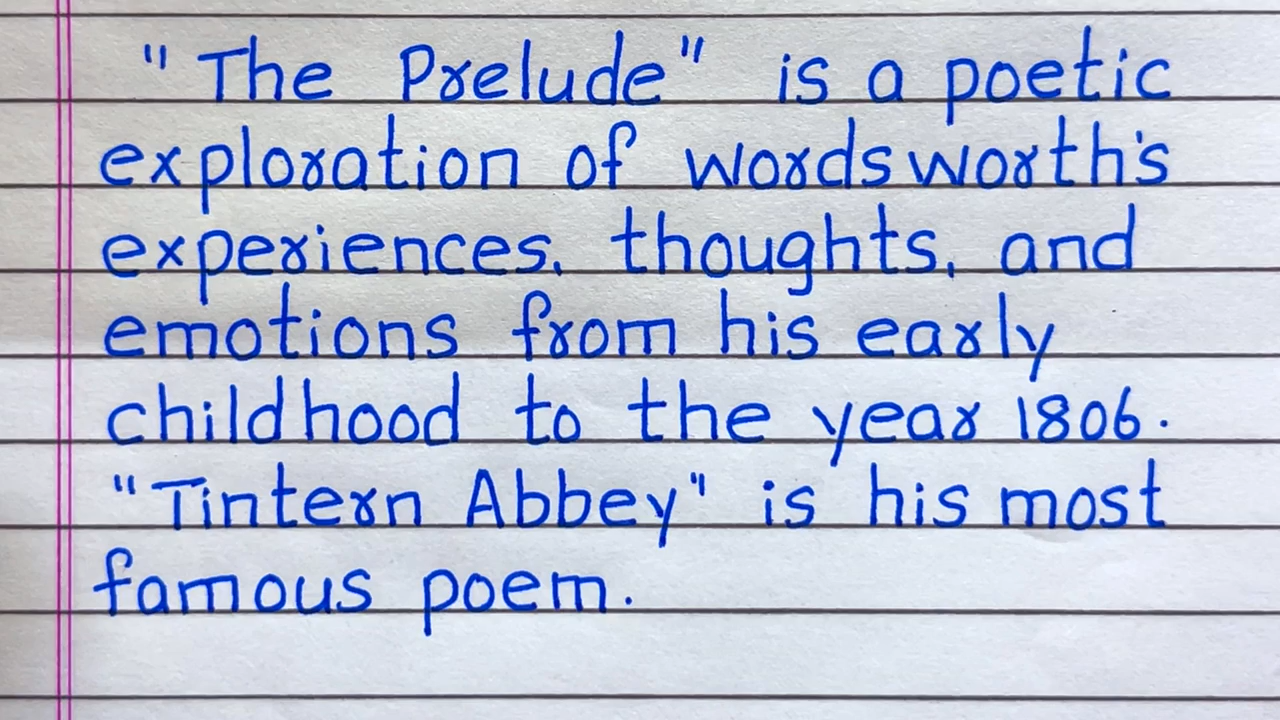 "The Prelude" is a poetic
exploration of wordsworth's
experiences, thoughts, and
emotions from his early
childhood to the year 1806.
"Tintern Abbey" is his most
famous poem.